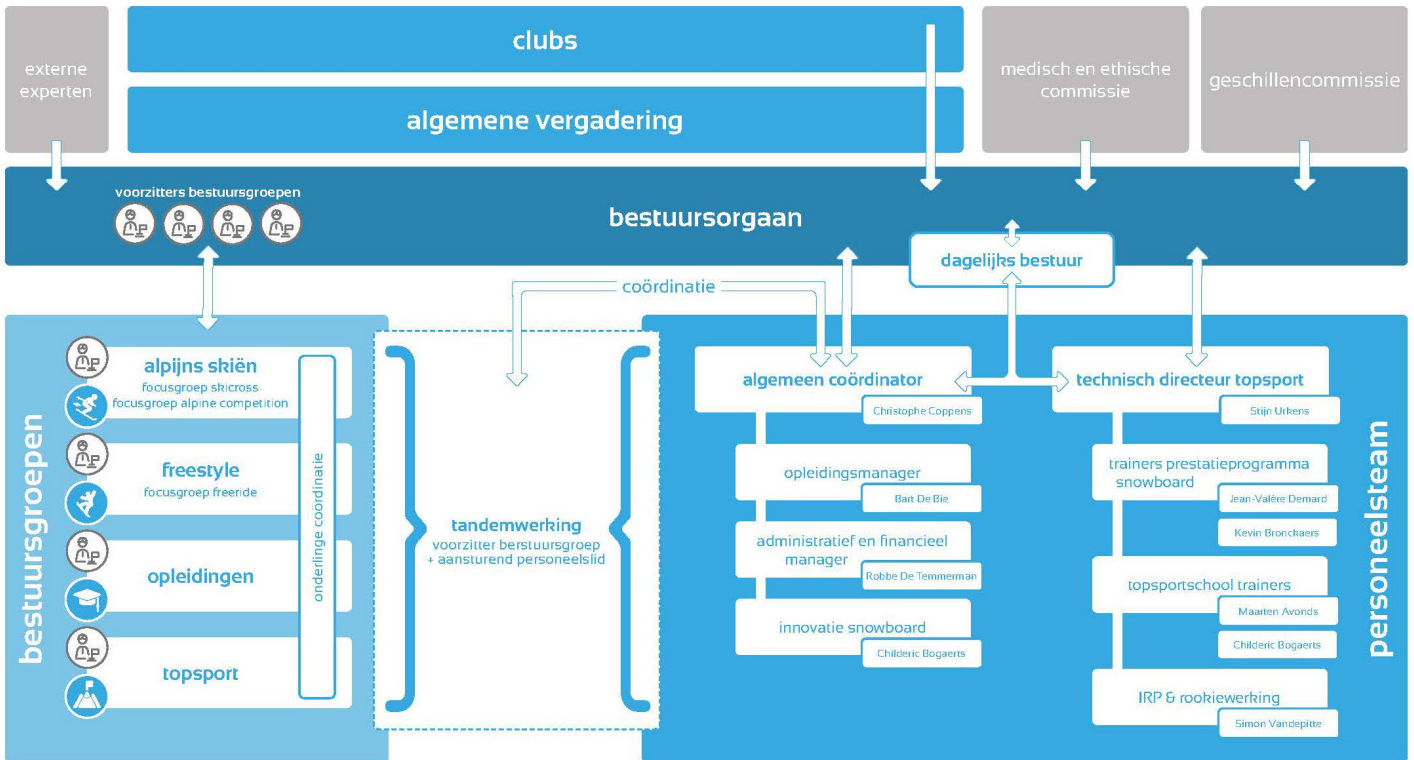 externe
experten
clubs
algemene vergadering
medisch en ethische
commissie
geschillencommissie
voorzitters bestuursgroepen
bestuursorgaan
dagelijks bestuur
coördinatie
bestuursgroepen
alpijns skiën
focusgroep skicross
focusgroep alpine competition
freestyle
focusgroep freeride
opleidingen
topsport
onderlinge coördinatie
tandemwerking
voorzitter berstuursgroep
+ aansturend personeelslid
algemeen coördinator
Christophe Coppens
opleidingsmanager
Bart De Bie
administratief en financieel
manager
Robbe De Temmerman
innovatie snowboard
Childeric Bogaerts
technisch directeur topsport
Stijn Urkens
trainers prestatieprogramma
snowboard
Jean-Valère Demard
Kevin Bronckaers
topsportschool trainers
Maarten Avonds
Childeric Bogaerts
IRP & rookiewerking
Simon Vandepitte
personeelsteam